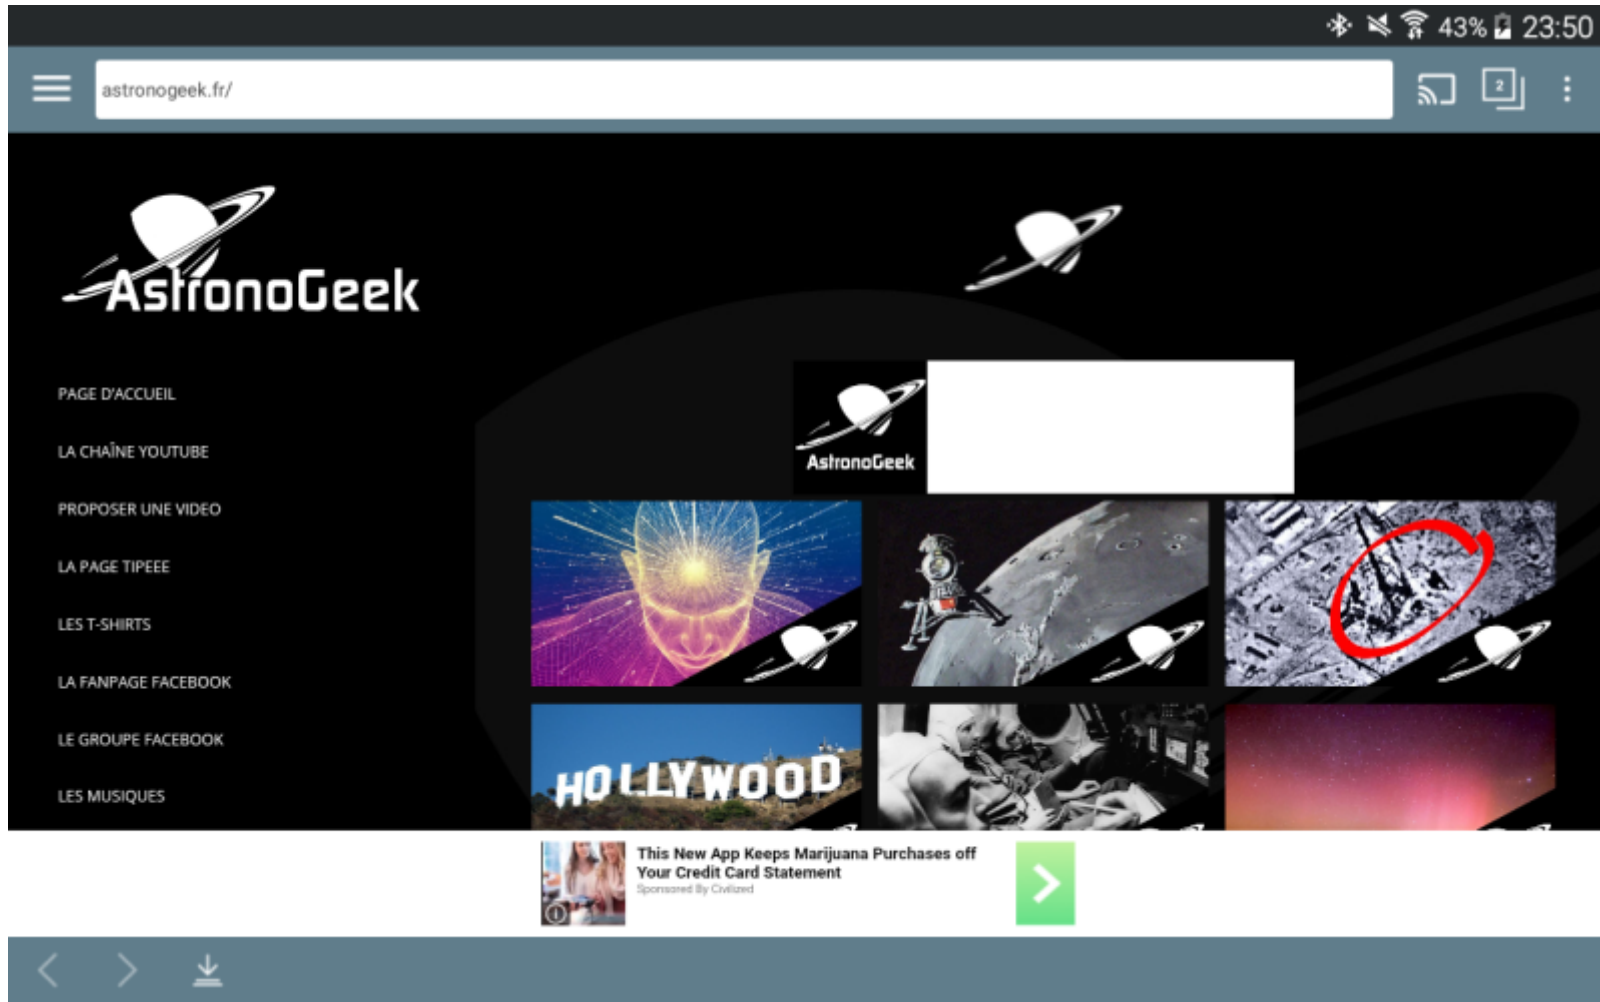 43% 23:50
astronogeek.fr/
2
AstronoGeek
PAGE D'ACCUEIL
LA CHAÎNE YOUTUBE
PROPOSER UNE VIDEO
LA PAGE TIPEEE
LES T-SHIRTS
LA FANPAGE FACEBOOK
LE GROUPE FACEBOOK
LES MUSIQUES
AstronoGeek
HOLLYWOOD
This New App Keeps Marijuana Purchases off
Your Credit Card Statement
Sponsored By Civilized